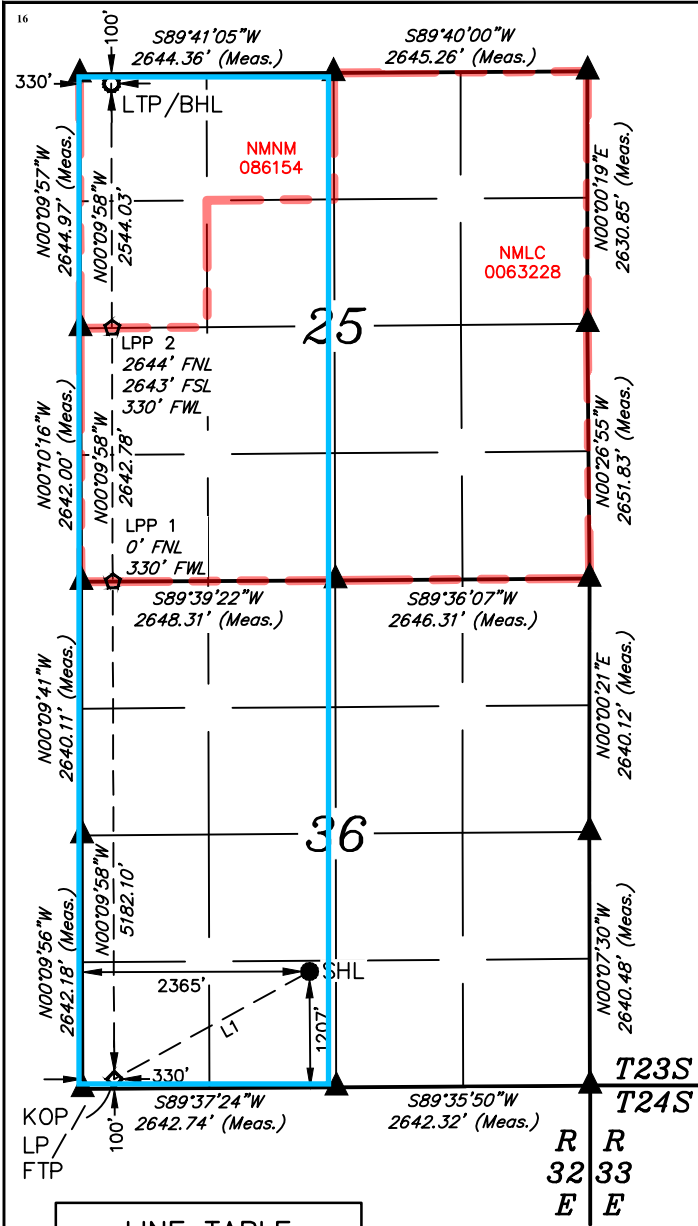 16
100'
S89°41'05"W
2644.36' (Meas.)
S89°40'00"W
2645.26' (Meas.)
330'
LTP/BHL
NMNM
086154
N00°09'57"W
2644.97' (Meas.)
N00°09'58"W
2544.03'
N00°00'19"E
2630.85' (Meas.)
NMLC
0063228
25
LPP 2
2644' FNL
2643' FSL
330' FWL
N00°10'16"W
2642.00' (Meas.)
N00°09'58"W
2642.78'
N00°26'55"W
2651.83' (Meas.)
LPP 1
0' FNL
330' FWL
S89°39'22"W
2648.31' (Meas.)
S89°36'07"W
2646.31' (Meas.)
N00°09'41"W
2640.11' (Meas.)
N00°00'21"E
2640.12' (Meas.)
36
N00°09'58"W
5182.10'
N00°09'56"W
2642.18' (Meas.)
N00°07'30"W
2640.48' (Meas.)
SHL
2365'
L1
1207'
330'
T23S
T24S
S89°37'24"W
2642.74' (Meas.)
S89°35'50"W
2642.32' (Meas.)
KOP
LP
FTP
100'
R R
32 33
E E
LINE TABLE